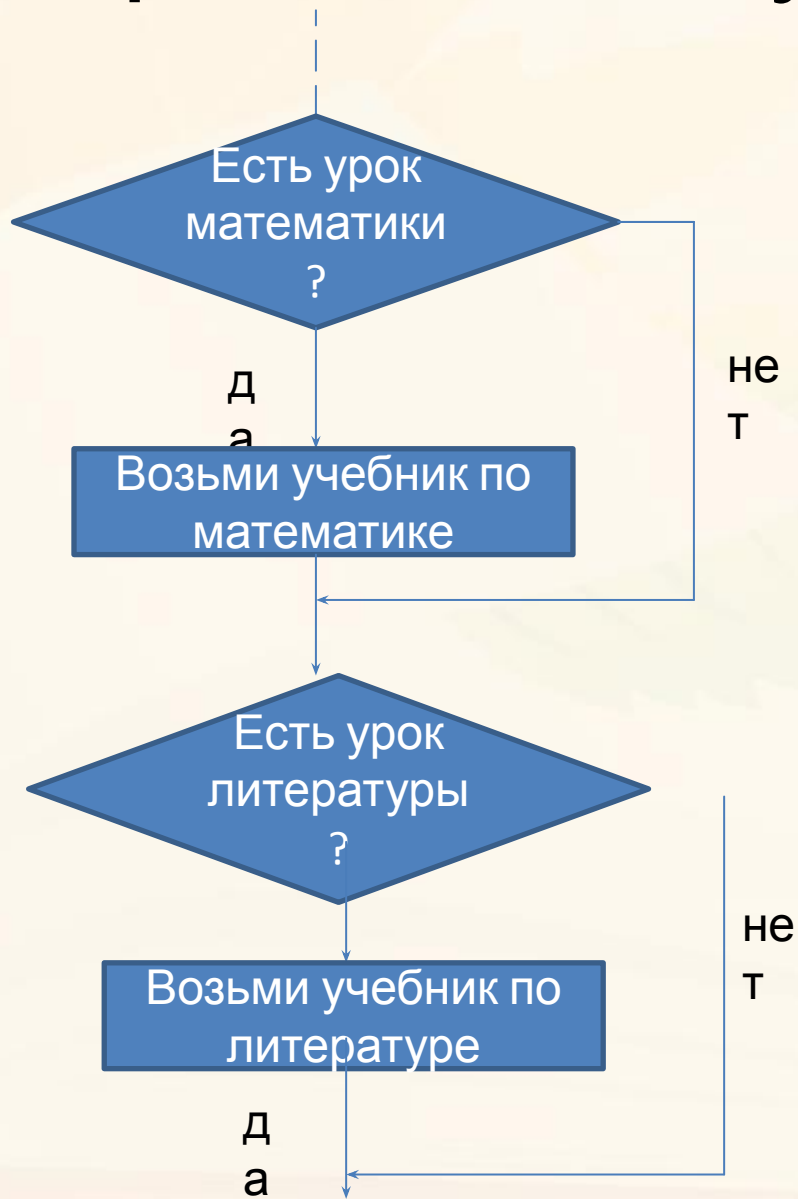 Есть урок
математики
?
д
а
не
т
Возьми учебник по
математике
Есть урок
литературы
?
не
т
Возьми учебник по
литературе
д
а